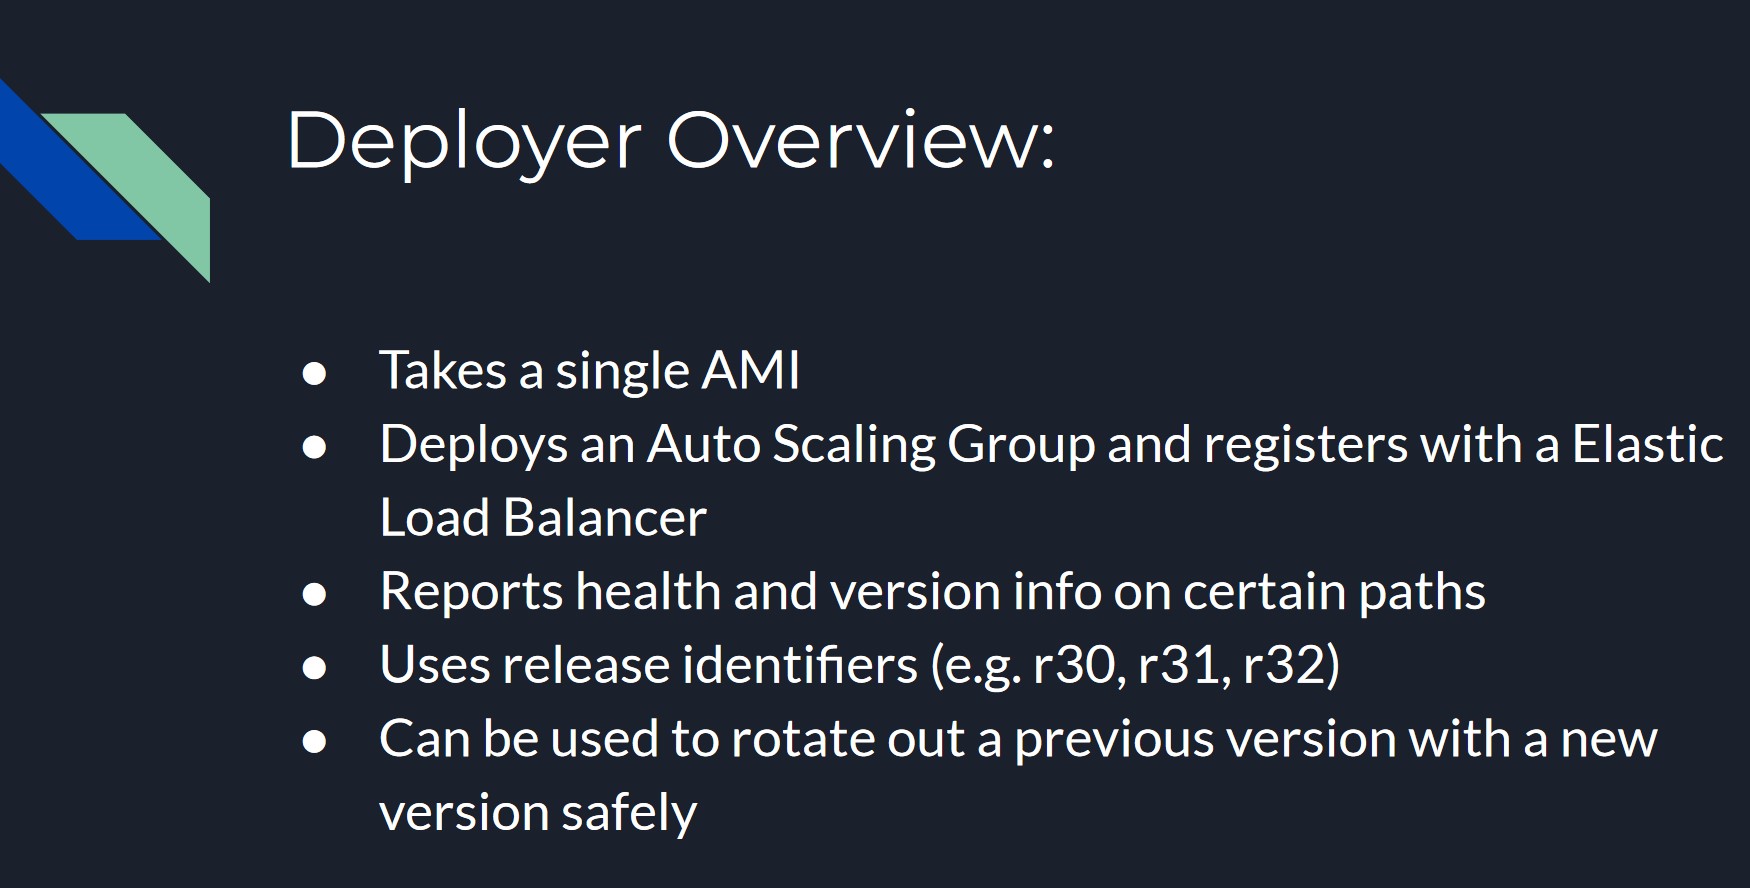 Deployer Overview:
● Takes a single AMI
● Deploys an Auto Scaling Group and registers with a Elastic
Load Balancer
● Reports health and version info on certain paths
● Uses release identifiers (e.g. r30, r31, r32)
● Can be used to rotate out a previous version with a new
version safely